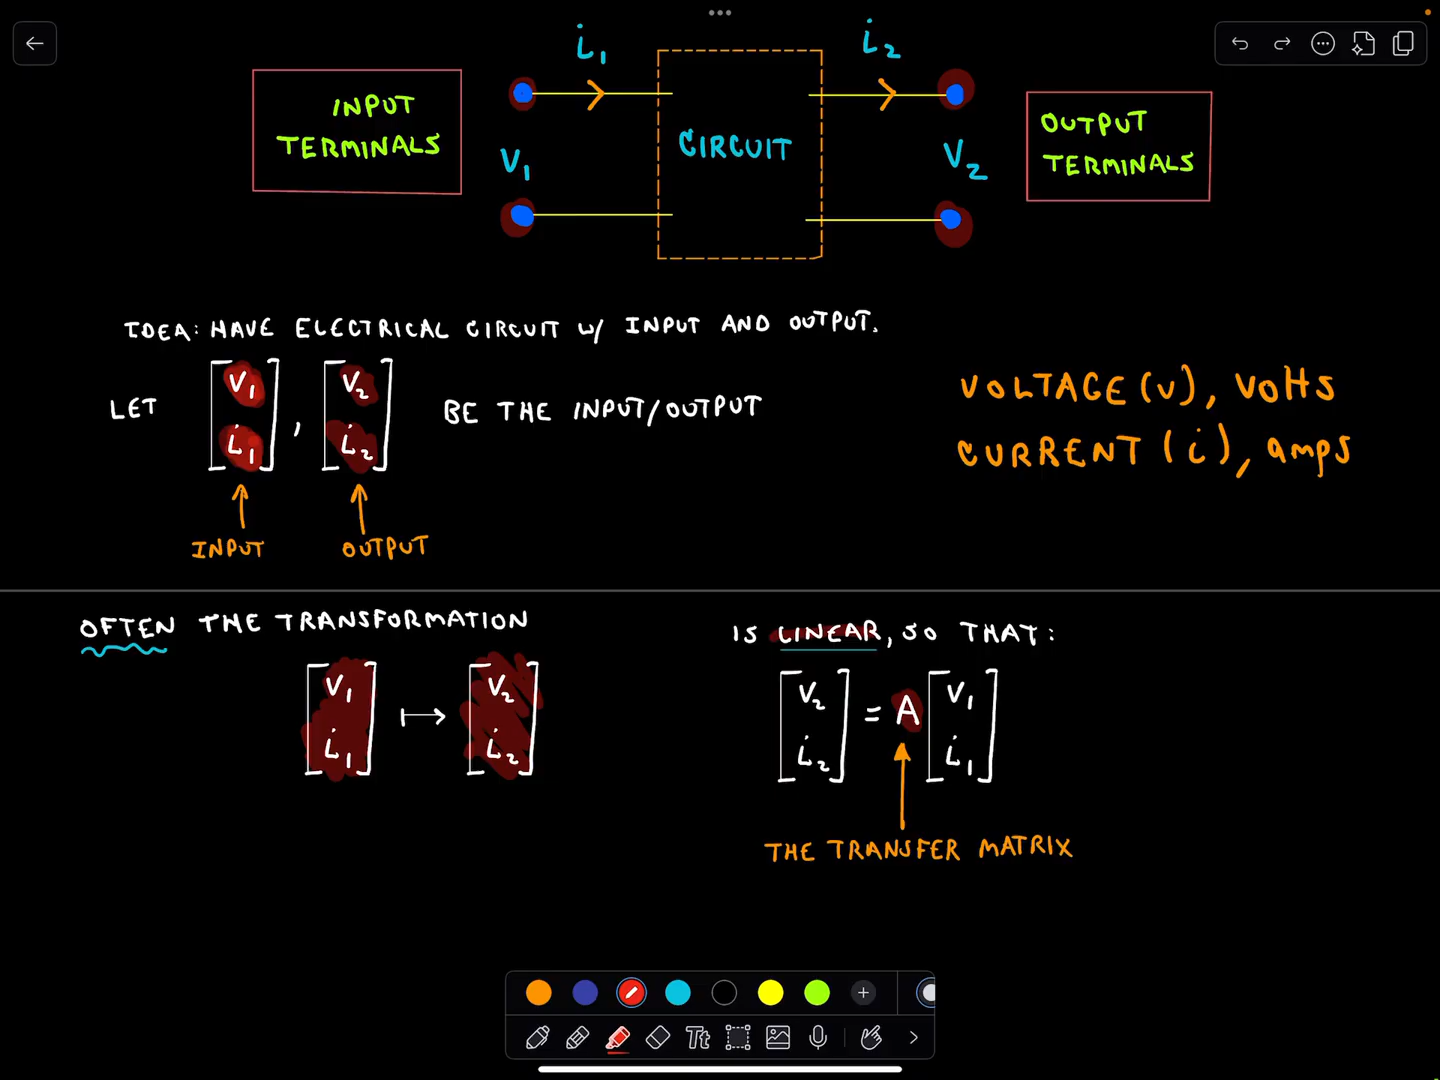 i₁
i₂
INPUT
TERMINALS
OUTPUT
TERMINALS
CIRCUIT
V₁
V₂
IDEA: HAVE ELECTRICAL CIRCUIT W/ INPUT AND OUTPUT.
LET [V₁ i₁], [V₂ i₂] BE THE INPUT/OUTPUT
INPUT
OUTPUT
VOLTAGE (V), VOLTS
CURRENT (i), amps
OFTEN THE TRANSFORMATION
[V₁ i₁] ↦ [V₂ i₂]
IS LINEAR, SO THAT:
[V₂ i₂] = A [V₁ i₁]
THE TRANSFER MATRIX
Tt